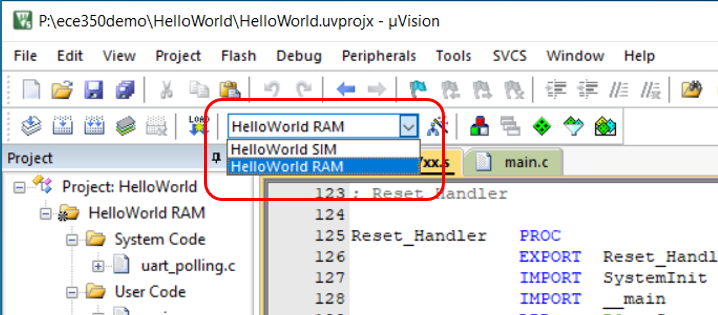 P:\ece350demo\HelloWorld\HelloWorld.uvprojx - µVision
File Edit View Project Flash Debug Peripherals Tools SVCS Window Help
LOAD
HelloWorld RAM
HelloWorld SIM
HelloWorld RAM
Project
xx.s
main.c
Project: HelloWorld
HelloWorld RAM
System Code
uart_polling.c
User Code
123 ; Reset Handler
124
125 Reset_Handler PROC
126 EXPORT Reset_Handl
127 IMPORT SystemInit
128 IMPORT __main